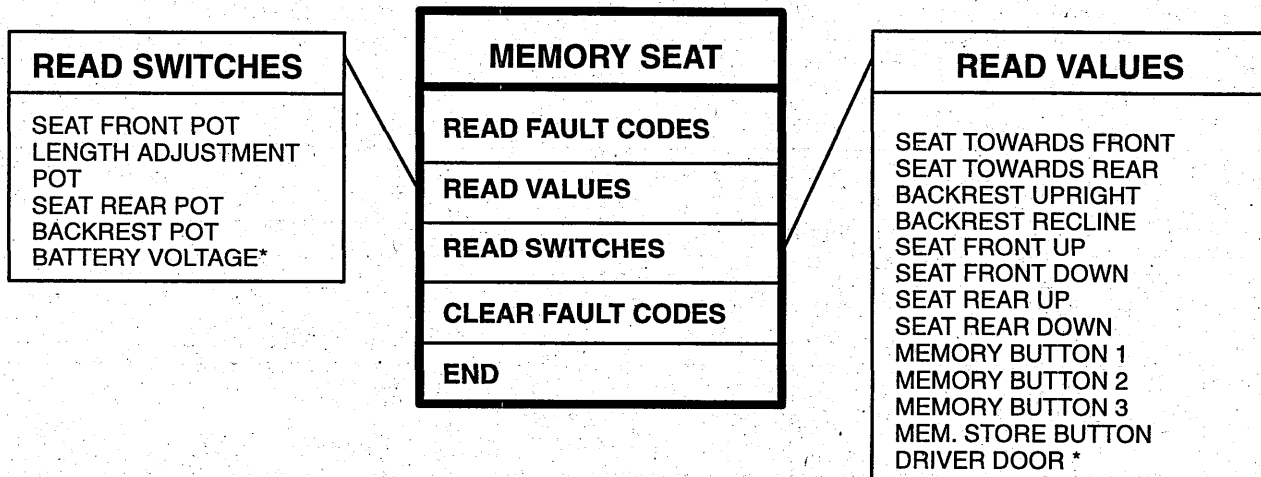 READ SWITCHES
SEAT FRONT POT
LENGTH ADJUSTMENT
POT
SEAT REAR POT
BACKREST POT
BATTERY VOLTAGE*
MEMORY SEAT
READ FAULT CODES
READ VALUES
READ SWITCHES
CLEAR FAULT CODES
END
READ VALUES
SEAT TOWARDS FRONT
SEAT TOWARDS REAR
BACKREST UPRIGHT
BACKREST RECLINE
SEAT FRONT UP
SEAT FRONT DOWN
SEAT REAR UP
SEAT REAR DOWN
MEMORY BUTTON 1
MEMORY BUTTON 2
MEMORY BUTTON 3
MEM. STORE BUTTON
DRIVER DOOR *